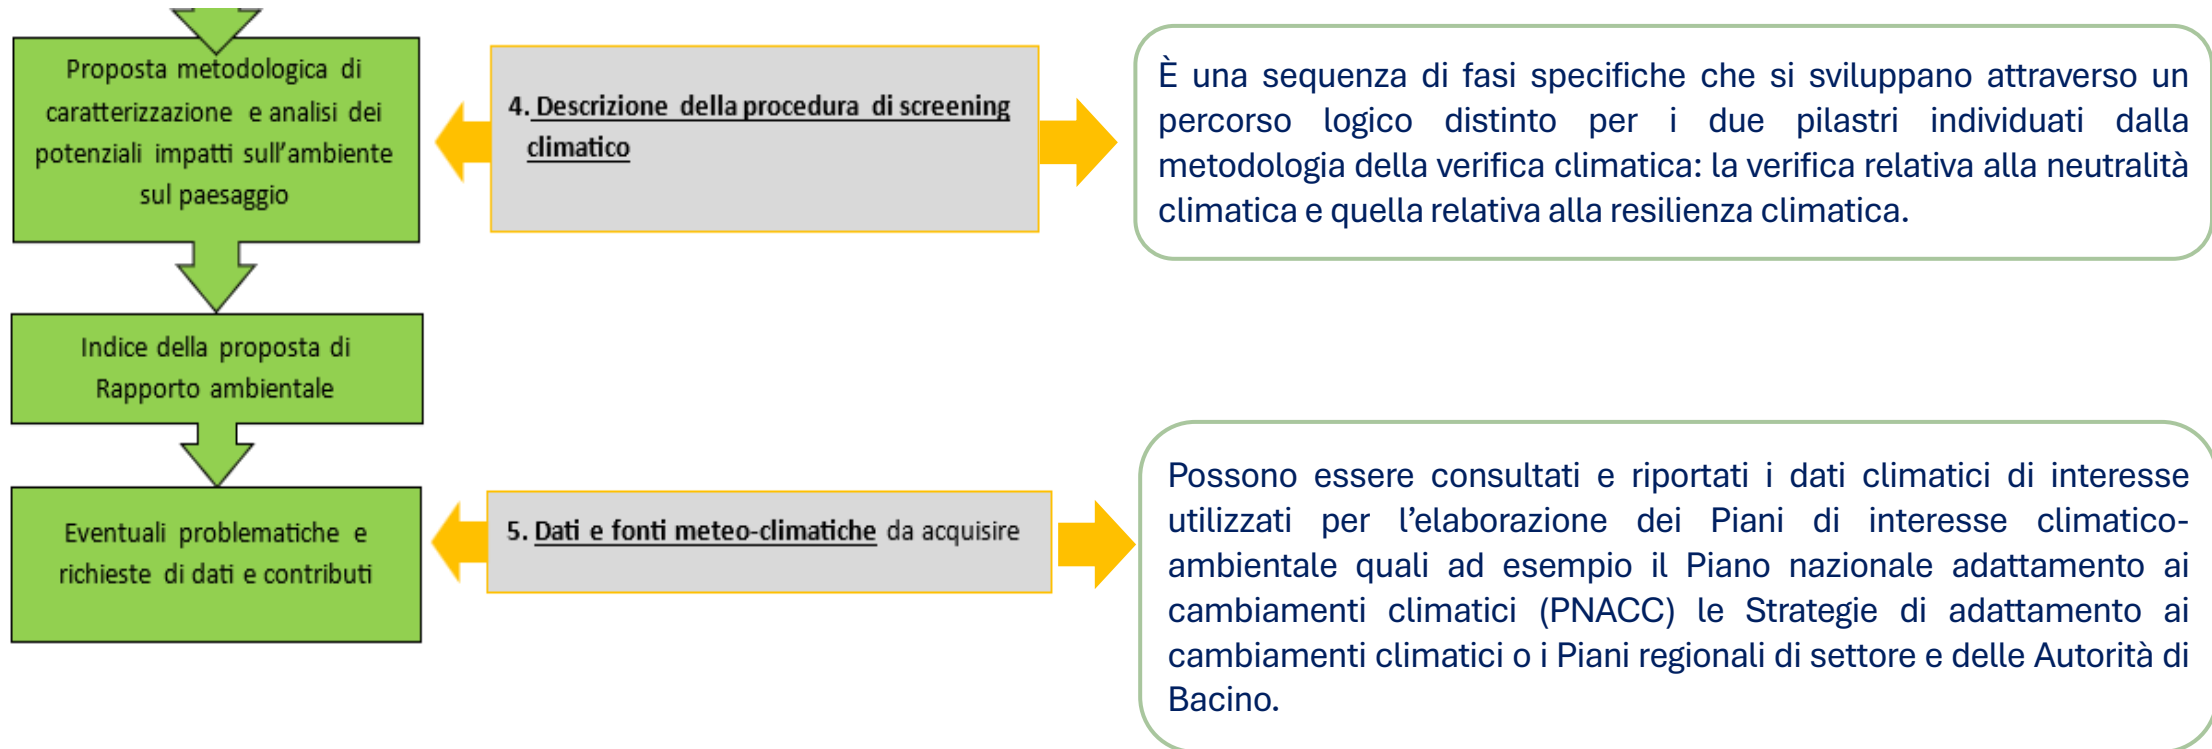 Proposta metodologica di
caratterizzazione e analisi dei
potenziali impatti sull'ambiente
sul paesaggio
4. Descrizione della procedura di screening
climatico
È una sequenza di fasi specifiche che si sviluppano attraverso un
percorso logico distinto per i due pilastri individuati dalla
metodologia della verifica climatica: la verifica relativa alla neutralità
climatica e quella relativa alla resilienza climatica.
Indice della proposta di
Rapporto ambientale
Eventuali problematiche e
richieste di dati e contributi
5. Dati e fonti meteo-climatiche da acquisire
Possono essere consultati e riportati i dati climatici di interesse
utilizzati per l'elaborazione dei Piani di interesse climatico-
ambientale quali ad esempio il Piano nazionale adattamento ai
cambiamenti climatici (PNACC) le Strategie di adattamento ai
cambiamenti climatici o i Piani regionali di settore e delle Autorità di
Bacino.